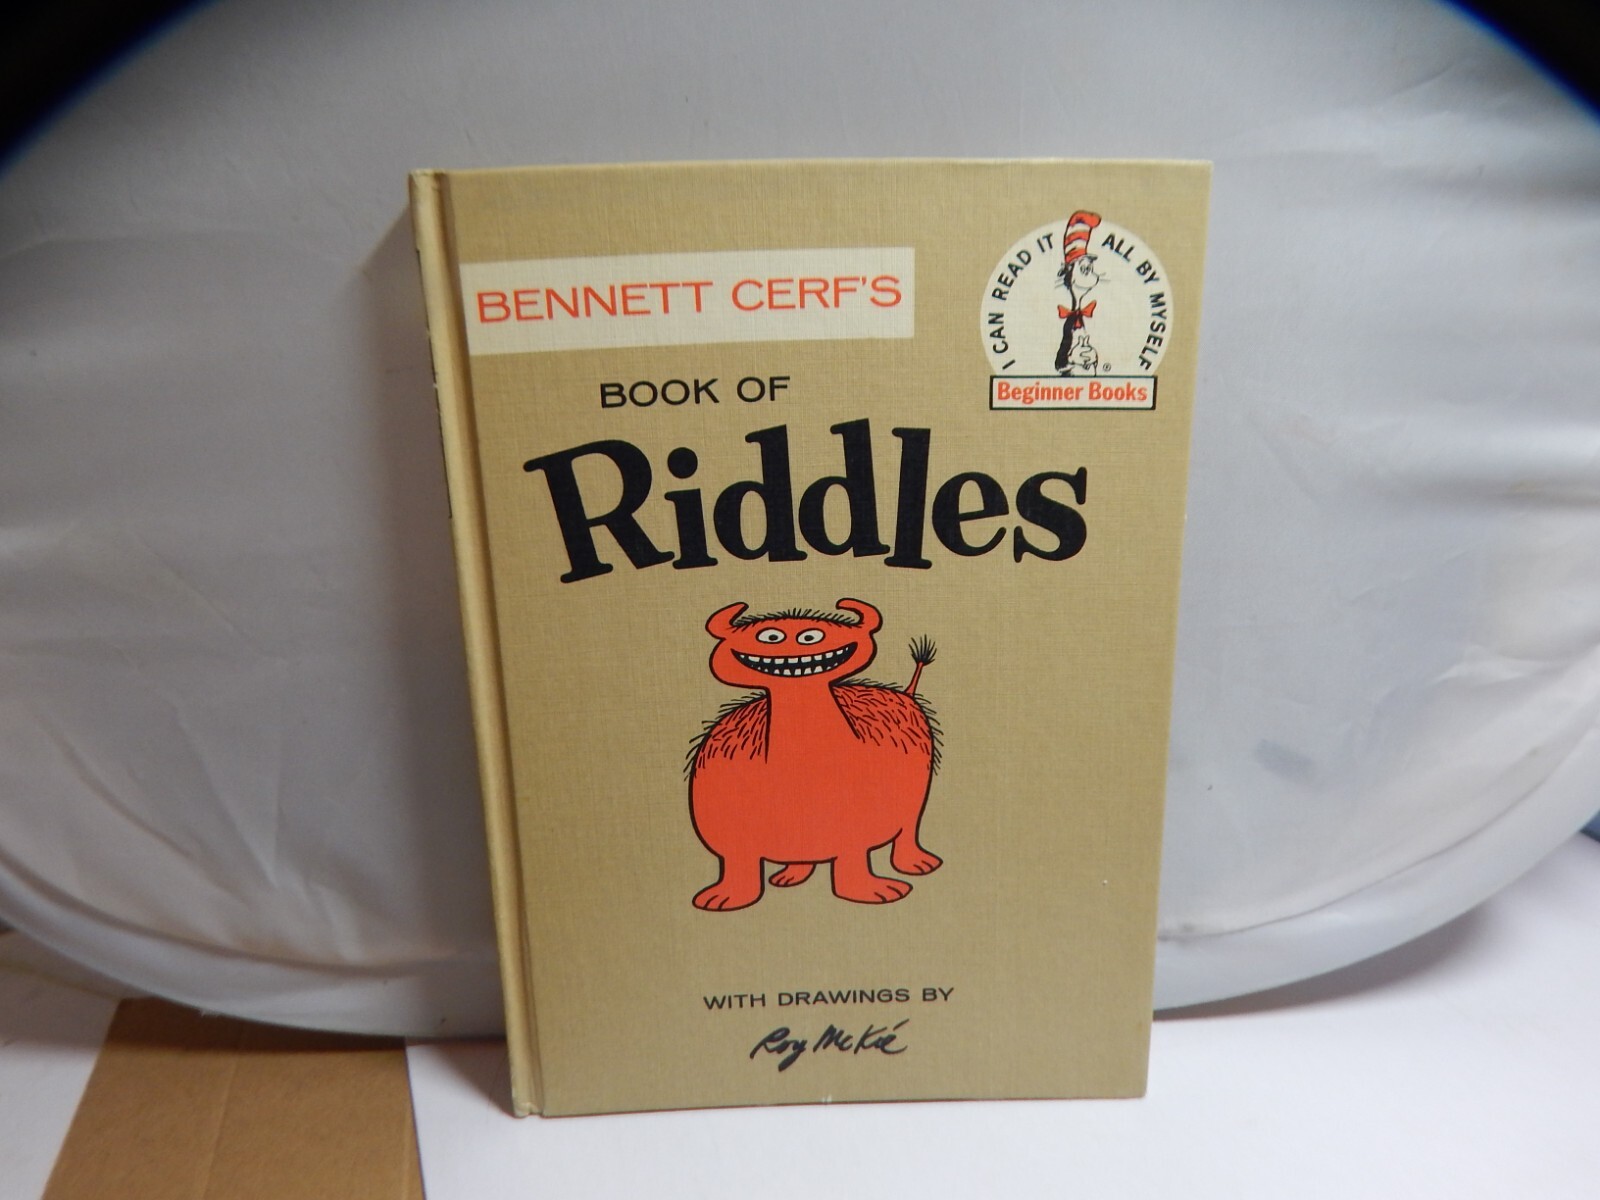 BENNETT CERF'S
I CAN READ IT ALL BY MYSELF
Beginner Books
BOOK OF
Riddles
WITH DRAWINGS BY
Roy McKié